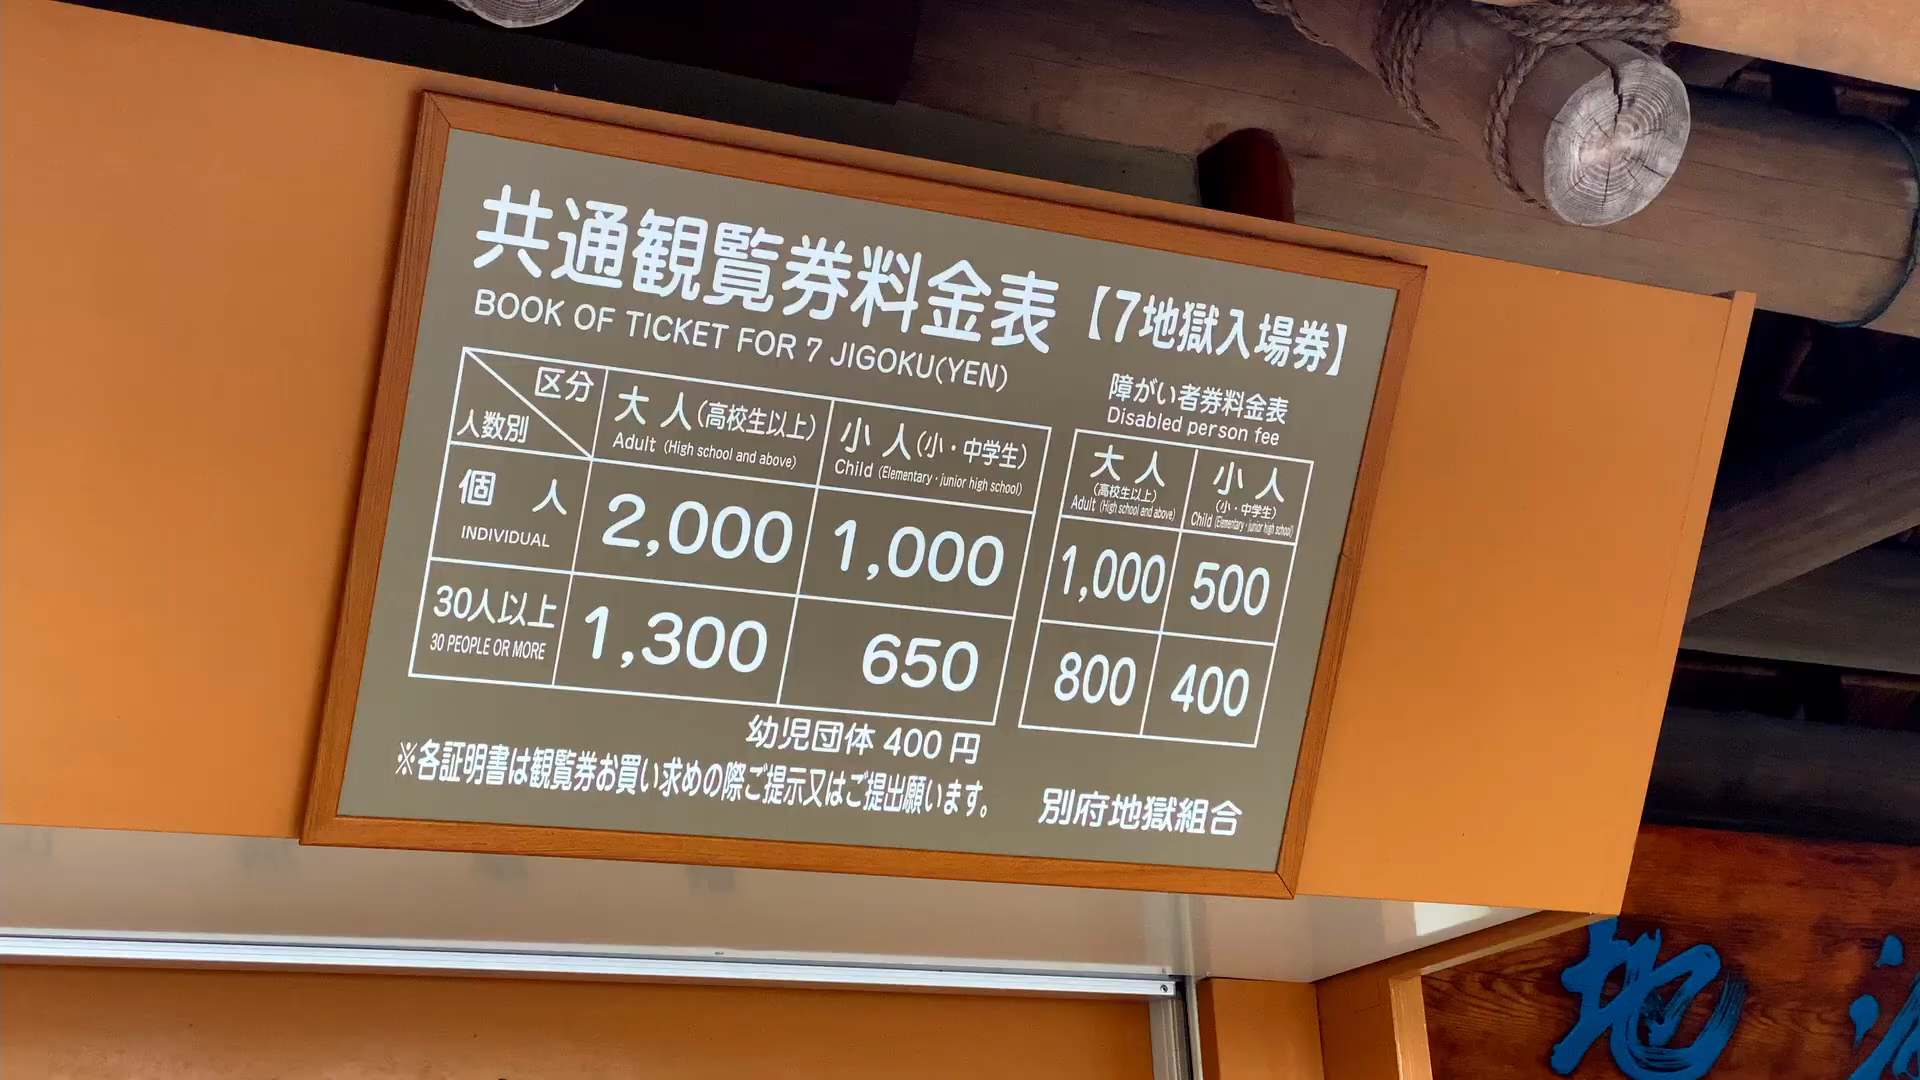 共通観覧券料金表【7地獄入場券】
BOOK OF TICKET FOR 7 JIGOKU(YEN)
区分
人数別
大人(高校生以上)
Adult (High school and above)
小人(小・中学生)
Child (Elementary・junior high school)
個人
INDIVIDUAL
2,000
1,000
30人以上
30 PEOPLE OR MORE
1,300
650
障がい者券料金表
Disabled person fee
大人
(高校生以上)
Adult (High school and above)
小人
(小・中学生)
Child (Elementary・junior high school)
1,000
500
800
400
幼児団体 400 円
※各証明書は観覧券お買い求めの際ご提示又はご提出願います。
別府地獄組合
地